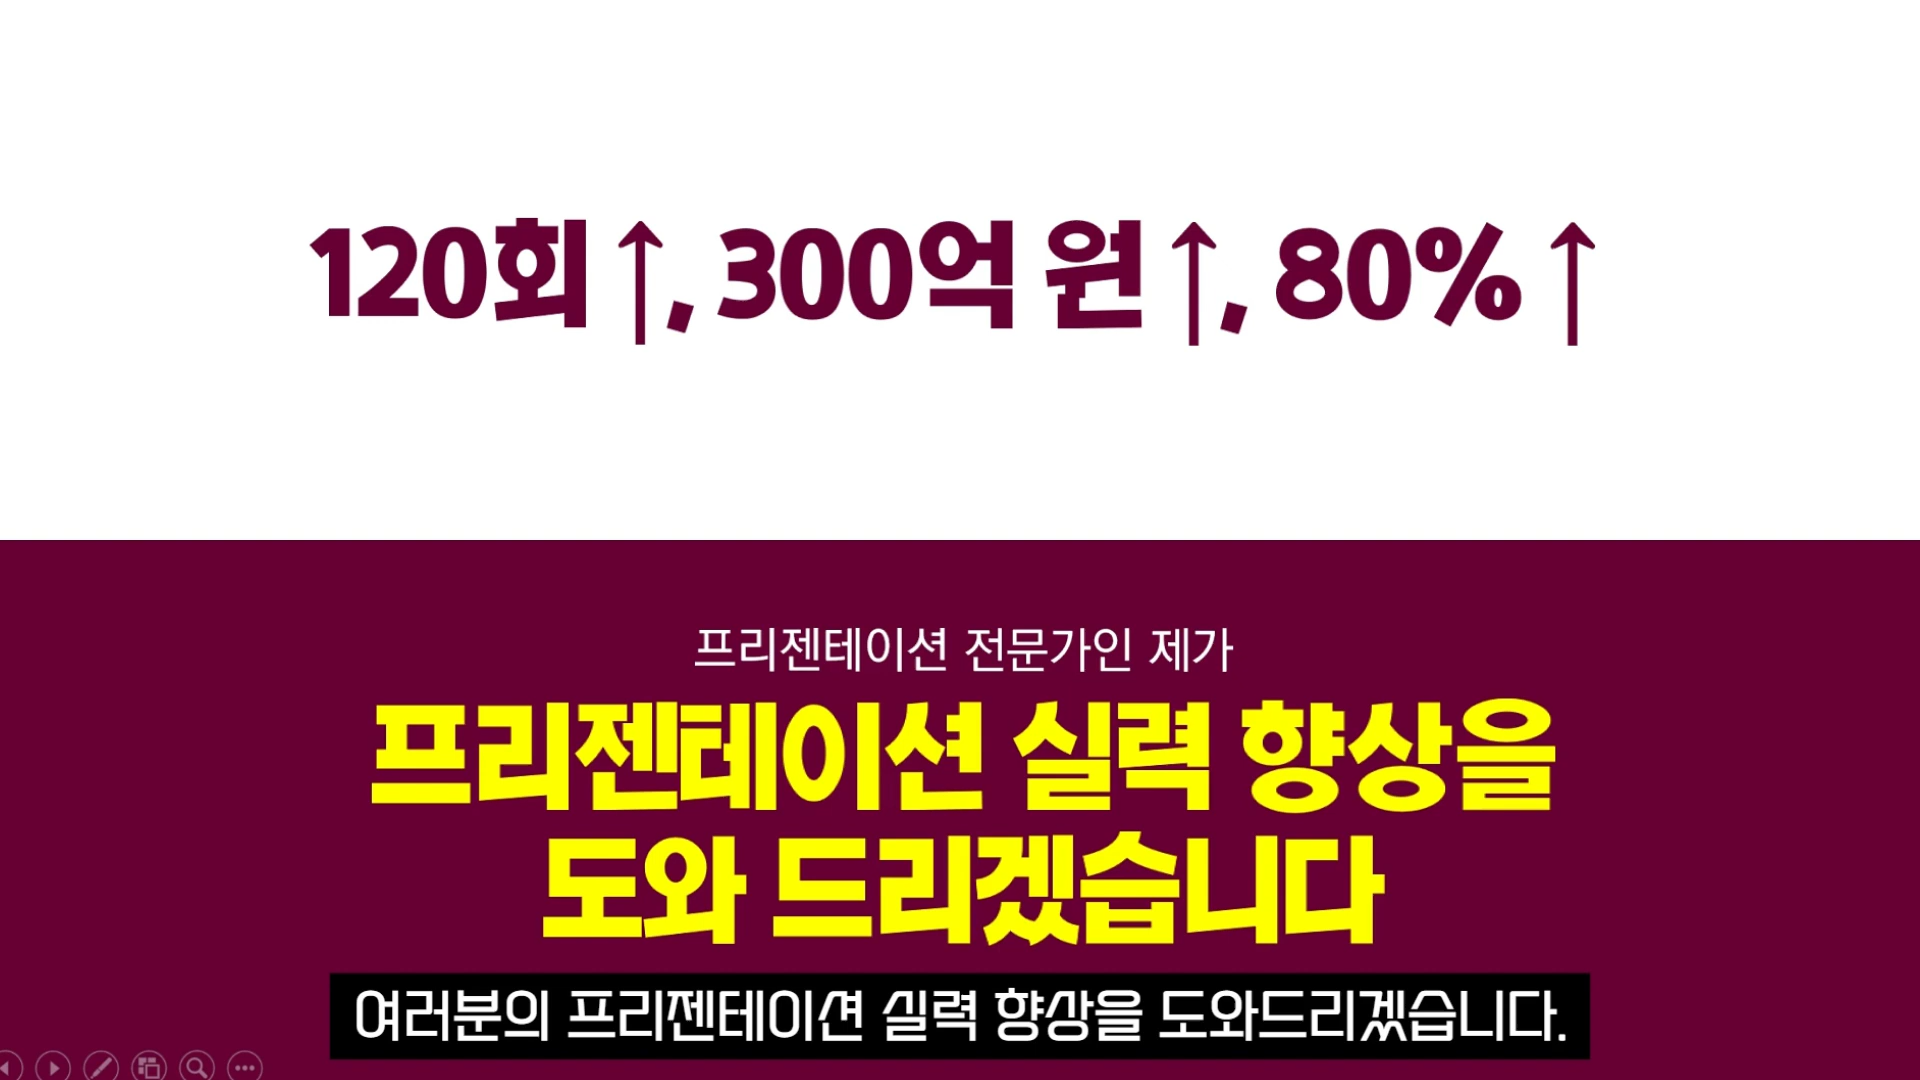 120회↑, 300억 원↑, 80%↑
프리젠테이션 전문가인 제가
프리젠테이션 실력 향상을
도와 드리겠습니다
여러분의 프리젠테이션 실력 향상을 도와드리겠습니다.